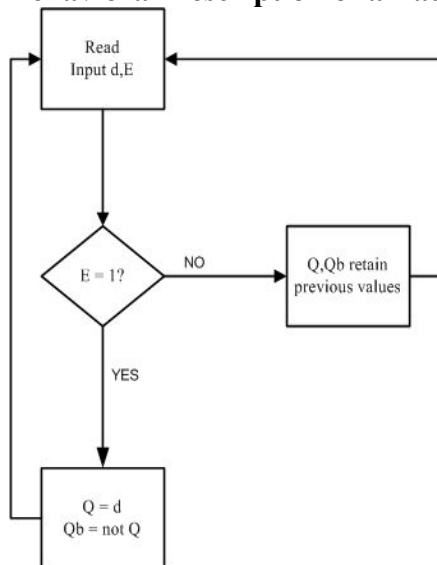 Read
Input d,E
E = 1?
NO
Q,Qb retain
previous values
YES
Q = d
Qb = not Q